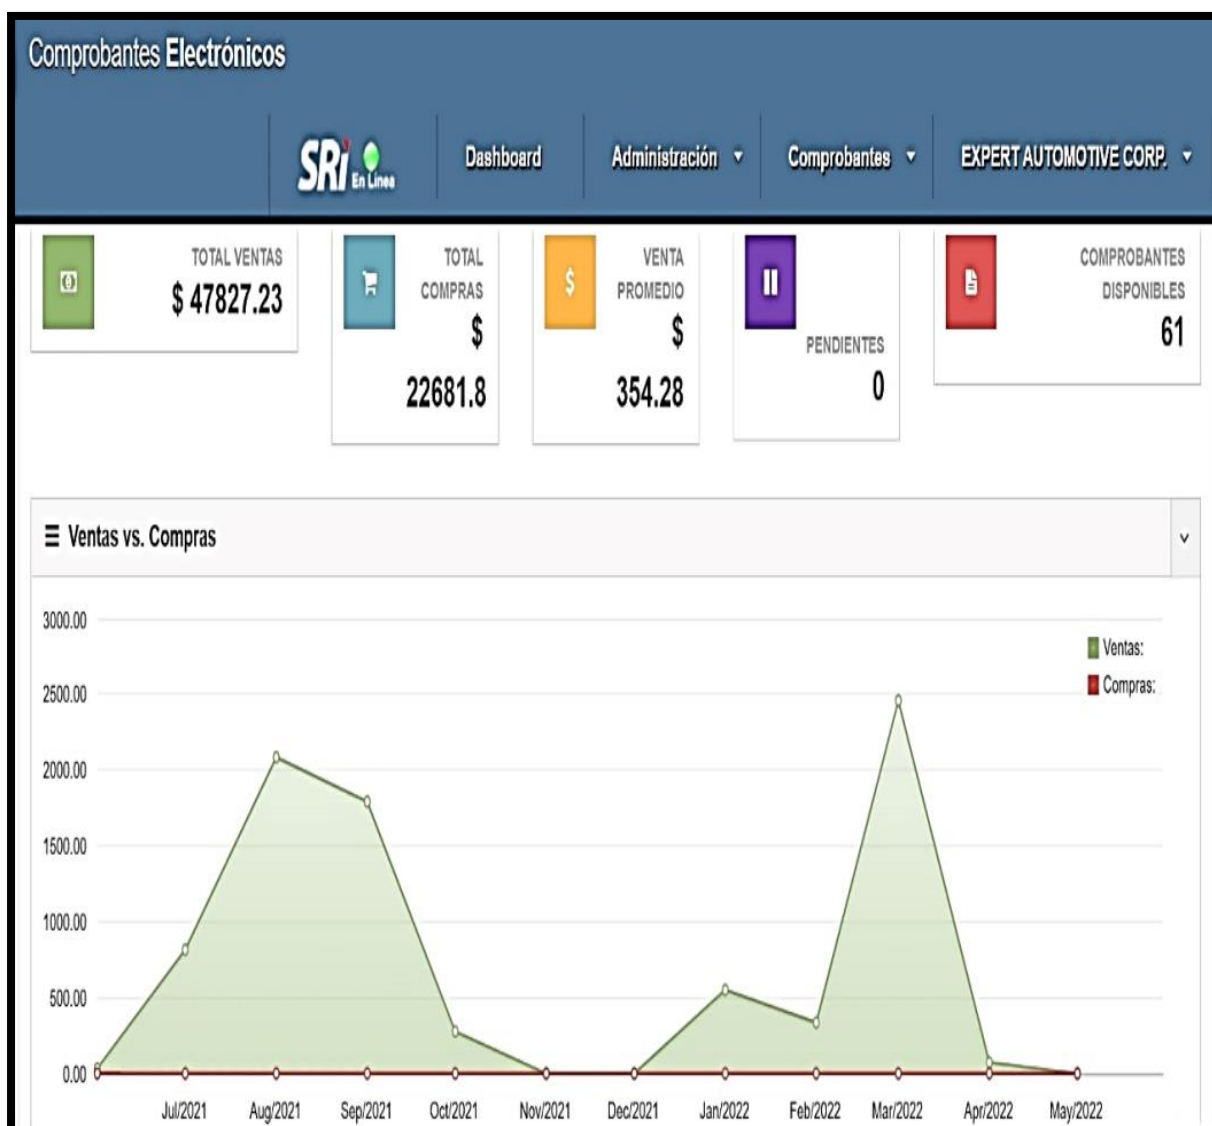 Comprobantes Electrónicos
SRi En Línea
Dashboard
Administración
Comprobantes
EXPERT AUTOMOTIVE CORP.
TOTAL VENTAS
$ 47827.23
TOTAL
COMPRAS
$
22681.8
$
VENTA
PROMEDIO
$
354.28
PENDIENTES
0
COMPROBANTES
DISPONIBLES
61
Ventas vs. Compras
3000.00
2500.00
2000.00
1500.00
1000.00
500.00
0.00
Ventas:
Compras:
Jul/2021 Aug/2021 Sep/2021 Oct/2021 Nov/2021 Dec/2021 Jan/2022 Feb/2022 Mar/2022 Apr/2022 May/2022